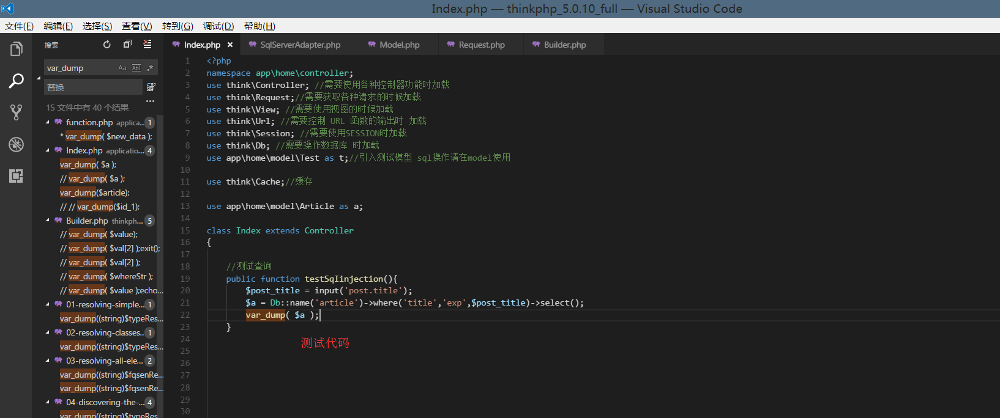 Index.php — thinkphp_5.0.10_full — Visual Studio Code
文件(F) 编辑(E) 选择(S) 查看(V) 转到(G) 调试(D) 帮助(H)
搜索
var_dump Aa Abl .*
替换
...
15 文件中有 40 个结果
function.php applica... 1
* var_dump( $new_data );
Index.php applicatio... 4
var_dump( $a );
// var_dump( $a );
var_dump($article);
// // var_dump($id_1);
Builder.php thinkph... 5
// var_dump( $value);
// var_dump( $val[2] );exit();
// var_dump( $val[2] );
// var_dump( $whereStr );
// var_dump( $value );echo...
01-resolving-simple... 1
var_dump((string)$typeRes...
02-resolving-classes... 1
var_dump((string)$typeRes...
03-resolving-all-ele... 2
var_dump((string)$fqsenRe...
var_dump((string)$fqsenRe...
04-discovering-the-... 4
var_dump((string)$typeRes...
Index.php × SqlServerAdapter.php Model.php Request.php Builder.php
1 <?php
2 namespace app\home\controller;
3 use think\Controller; //需要使用各种控制器功能时加载
4 use think\Request;//需要获取各种请求的时候加载
5 use think\View; //需要使用视图的时候加载
6 use think\Url; //需要控制 URL 函数的输出时 加载
7 use think\Session; //需要使用SESSION时加载
8 use think\Db; //需要操作数据库 时加载
9 use app\home\model\Test as t;//引入测试模型 sql操作请在model使用
10
11 use think\Cache;//缓存
12
13 use app\home\model\Article as a;
14
15 class Index extends Controller
16 {
17
18 //测试查询
19 public function testSqIinjection(){
20 $post_title = input('post.title');
21 $a = Db::name('article')->where('title','exp',$post_title)->select();
22 var_dump( $a );
23 }
24 测试代码
25
26
27
28
29
30